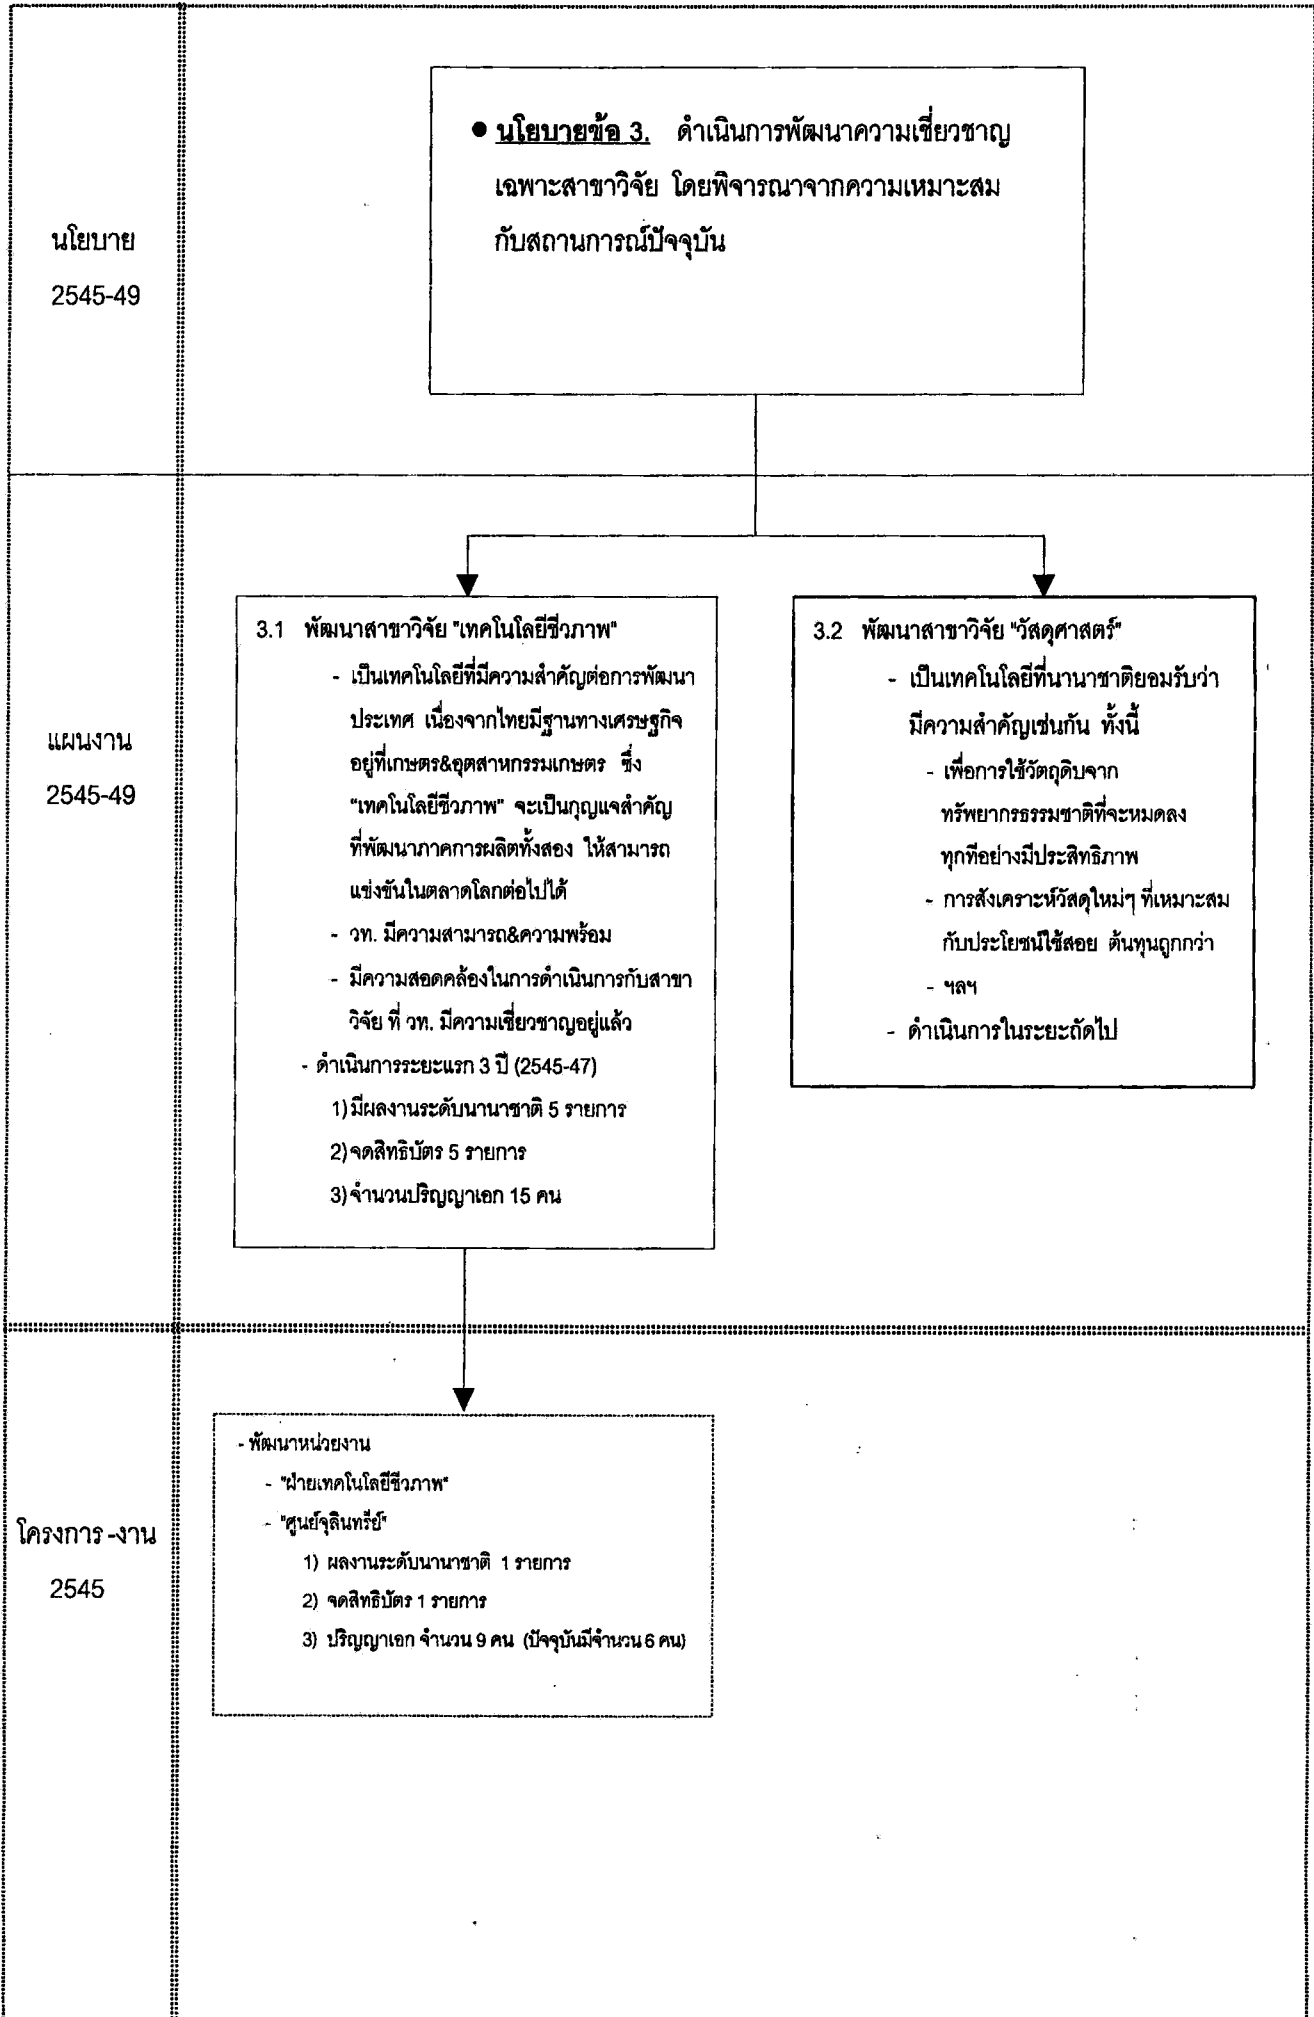 นโยบาย
2545-49
● นโยบายข้อ 3. ดำเนินการพัฒนาความเชี่ยวชาญ
เฉพาะสาขาวิจัย โดยพิจารณาจากความเหมาะสม
กับสถานการณ์ปัจจุบัน
แผนงาน
2545-49
3.1 พัฒนาสาขาวิจัย "เทคโนโลยีชีวภาพ"
- เป็นเทคโนโลยีที่มีความสำคัญต่อการพัฒนา
ประเทศ เนื่องจากไทยมีฐานทางเศรษฐกิจ
อยู่ที่เกษตร&อุตสาหกรรมเกษตร ซึ่ง
"เทคโนโลยีชีวภาพ" จะเป็นกุญแจสำคัญ
ที่พัฒนาภาคการผลิตทั้งสอง ให้สามารถ
แข่งขันในตลาดโลกต่อไปได้
- วท. มีความสามารถ&ความพร้อม
- มีความสอดคล้องในการดำเนินการกับสาขา
วิจัย ที่ วท. มีความเชี่ยวชาญอยู่แล้ว
- ดำเนินการระยะแรก 3 ปี (2545-47)
1) มีผลงานระดับนานาชาติ 5 รายการ
2) จดสิทธิบัตร 5 รายการ
3) จำนวนปริญญาเอก 15 คน
3.2 พัฒนาสาขาวิจัย "วัสดุศาสตร์"
- เป็นเทคโนโลยีที่นานาชาติยอมรับว่า
มีความสำคัญเช่นกัน ทั้งนี้
- เพื่อการใช้วัตถุดิบจาก
ทรัพยากรธรรมชาติที่จะหมดลง
ทุกทีอย่างมีประสิทธิภาพ
- การสังเคราะห์วัสดุใหม่ๆ ที่เหมาะสม
กับประโยชน์ใช้สอย ต้นทุนถูกกว่า
- ฯลฯ
- ดำเนินการในระยะถัดไป
โครงการ -งาน
2545
- พัฒนาหน่วยงาน
- "ฝ่ายเทคโนโลยีชีวภาพ"
- "ศูนย์จุลินทรีย์"
1) ผลงานระดับนานาชาติ 1 รายการ
2) จดสิทธิบัตร 1 รายการ
3) ปริญญาเอก จำนวน 9 คน (ปัจจุบันมีจำนวน 6 คน)